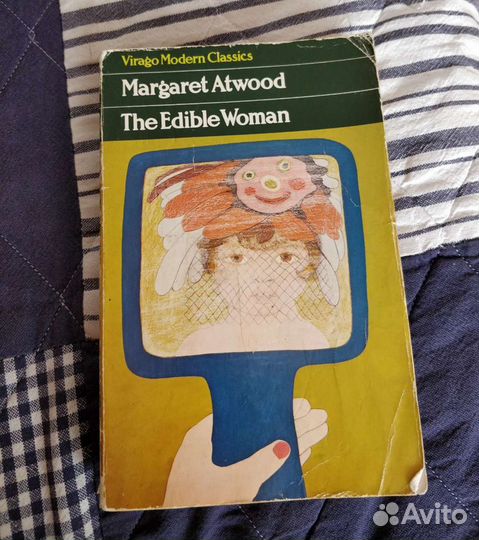 Virago Modern Classics
Margaret Atwood
The Edible Woman
Avito